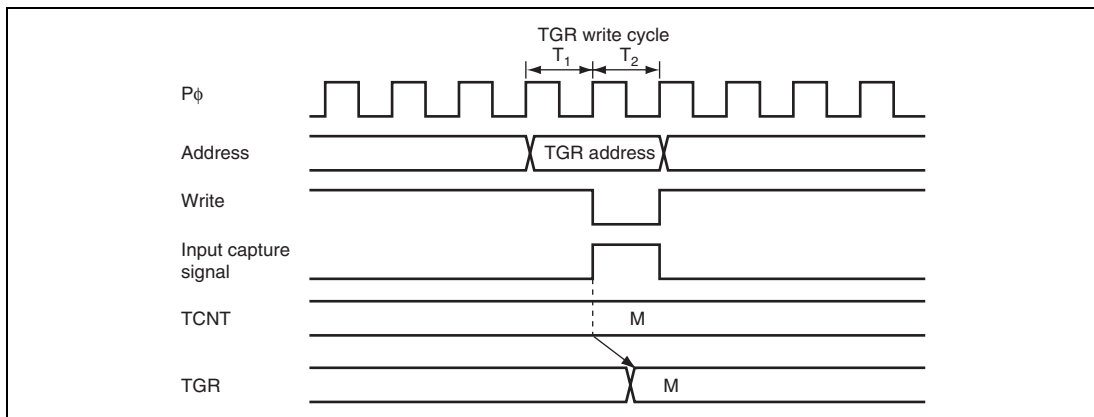 TGR write cycle
T1 T2
Pϕ
Address
TGR address
Write
Input capture
signal
TCNT
M
TGR
M